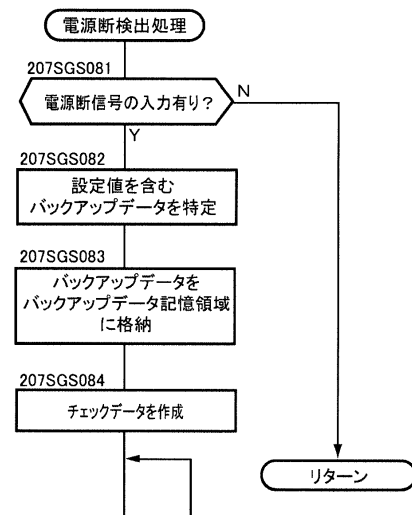 電源断検出処理
207SGS081
電源断信号の入力有り?
N
Y
207SGS082
設定値を含む
バックアップデータを特定
207SGS083
バックアップデータを
バックアップデータ記憶領域
に格納
207SGS084
チェックデータを作成
リターン